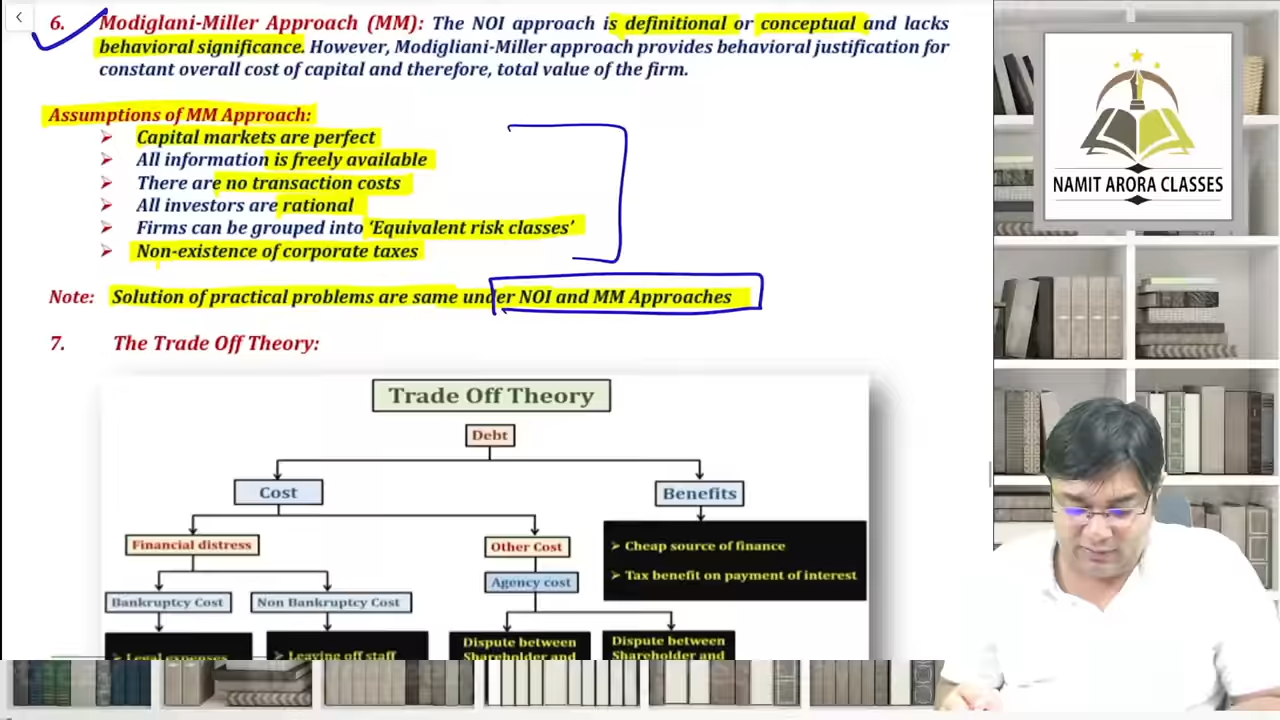 6. Modiglani-Miller Approach (MM): The NOI approach is definitional or conceptual and lacks
behavioral significance. However, Modigliani-Miller approach provides behavioral justification for
constant overall cost of capital and therefore, total value of the firm.
Assumptions of MM Approach:
➢ Capital markets are perfect
➢ All information is freely available
➢ There are no transaction costs
➢ All investors are rational
➢ Firms can be grouped into ‘Equivalent risk classes’
➢ Non-existence of corporate taxes
Note: Solution of practical problems are same under NOI and MM Approaches
7. The Trade Off Theory:
Trade Off Theory
Debt
Cost
Benefits
Financial distress
Other Cost
➢ Cheap source of finance
➢ Tax benefit on payment of interest
Agency cost
Bankruptcy Cost
Non Bankruptcy Cost
➢ Legal expenses
➢ Leaving off staff
Dispute between
Shareholder and
Dispute between
Shareholder and
NAMIT ARORA CLASSES